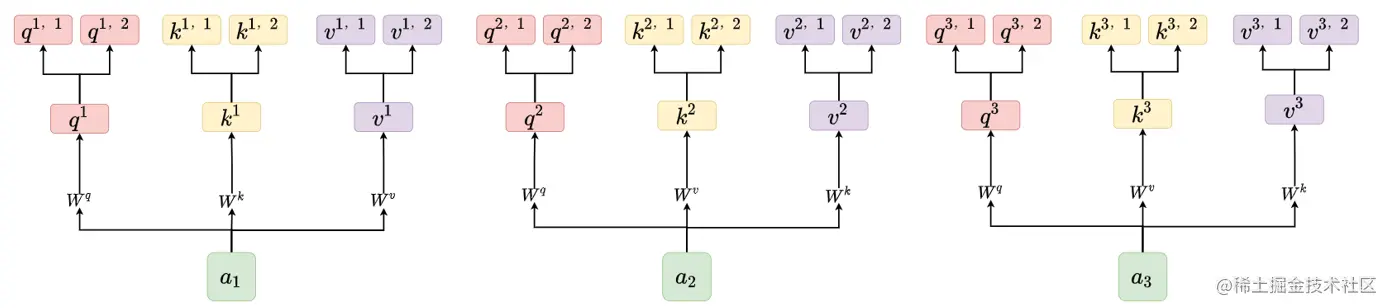 q^{1, 1} q^{1, 2} k^{1, 1} k^{1, 2} v^{1, 1} v^{1, 2} q^{2, 1} q^{2, 2} k^{2, 1} k^{2, 2} v^{2, 1} v^{2, 2} q^{3, 1} q^{3, 2} k^{3, 1} k^{3, 2} v^{3, 1} v^{3, 2}
q^1 k^1 v^1 q^2 k^2 v^2 q^3 k^3 v^3
W^q W^k W^v W^q W^v W^k W^q W^v W^k
a_1 a_2 a_3
@稀土掘金技术社区